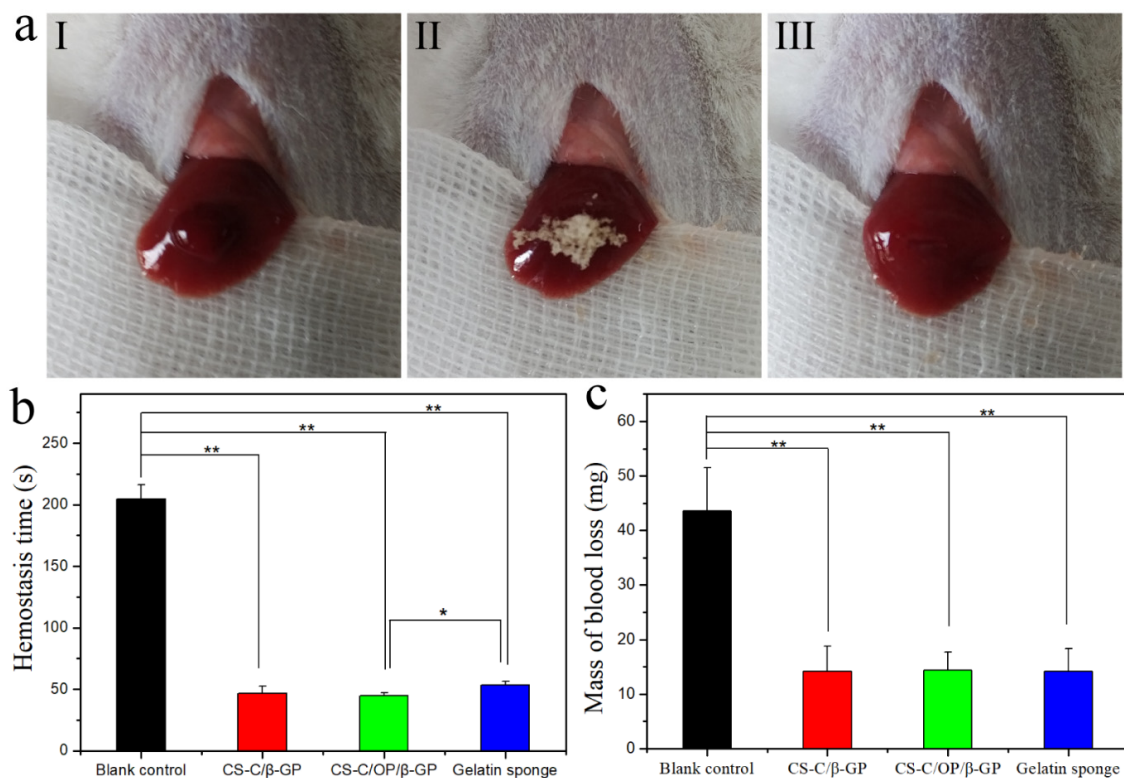 a
I
II
III
b
Hemostasis time (s)
250
200
150
100
50
0
**
**
**
*
Blank control
CS-C/β-GP
CS-C/OP/β-GP
Gelatin sponge
c
Mass of blood loss (mg)
60
50
40
30
20
10
0
**
**
**
Blank control
CS-C/β-GP
CS-C/OP/β-GP
Gelatin sponge